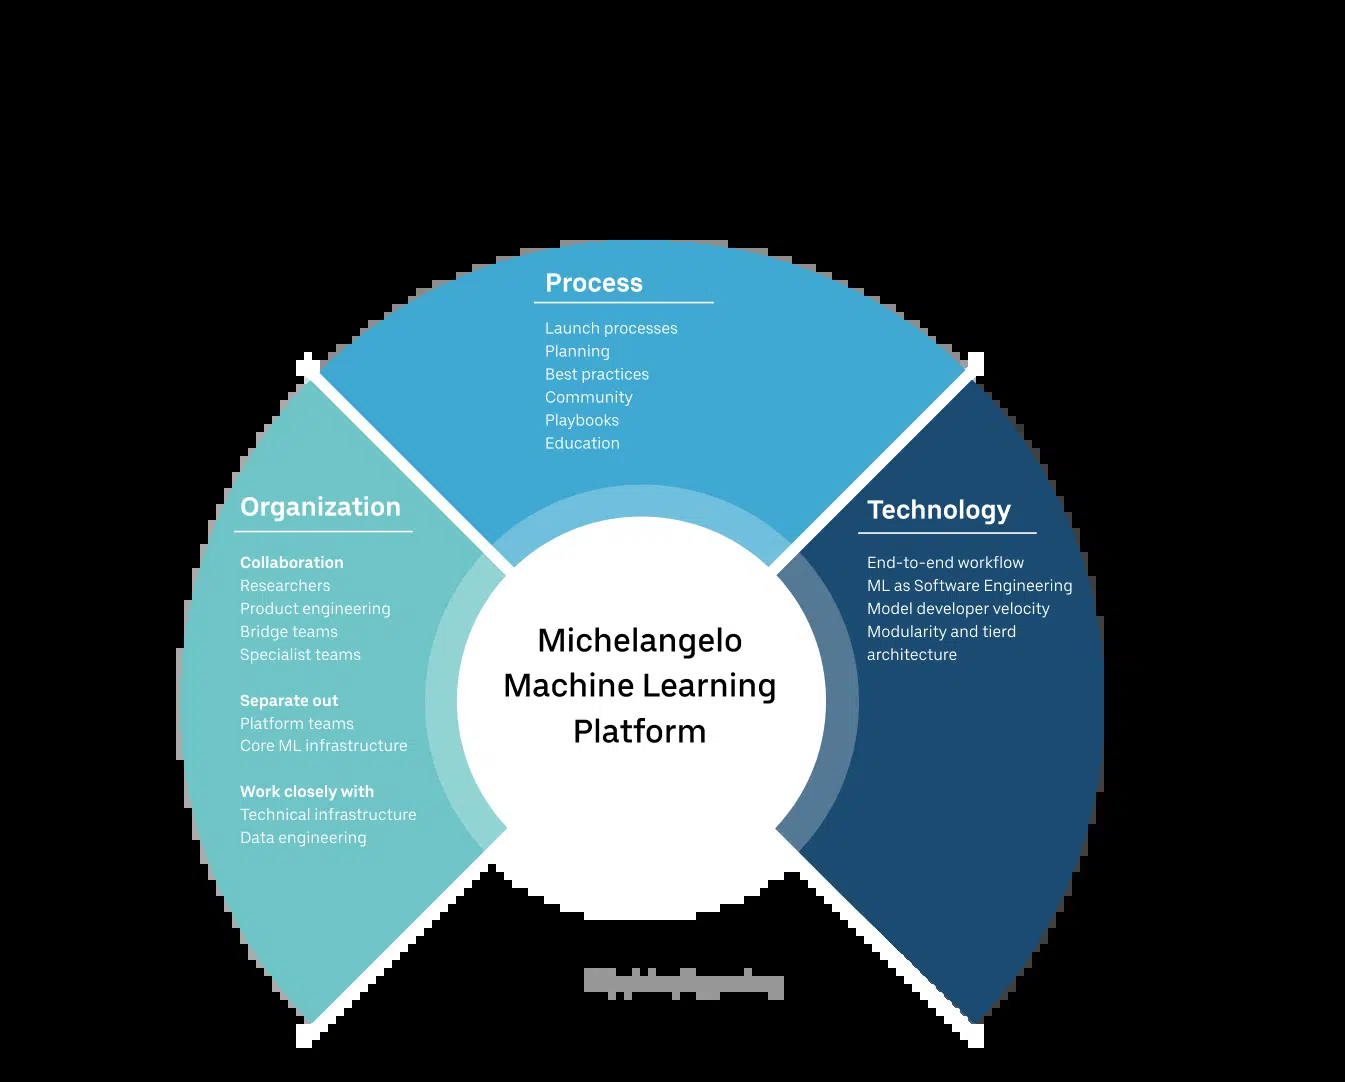 Process
Launch processes
Planning
Best practices
Community
Playbooks
Education
Organization
Collaboration
Researchers
Product engineering
Bridge teams
Specialist teams
Separate out
Platform teams
Core ML infrastructure
Work closely with
Technical infrastructure
Data engineering
Michelangelo
Machine Learning
Platform
Technology
End-to-end workflow
ML as Software Engineering
Model developer velocity
Modularity and tierd
architecture